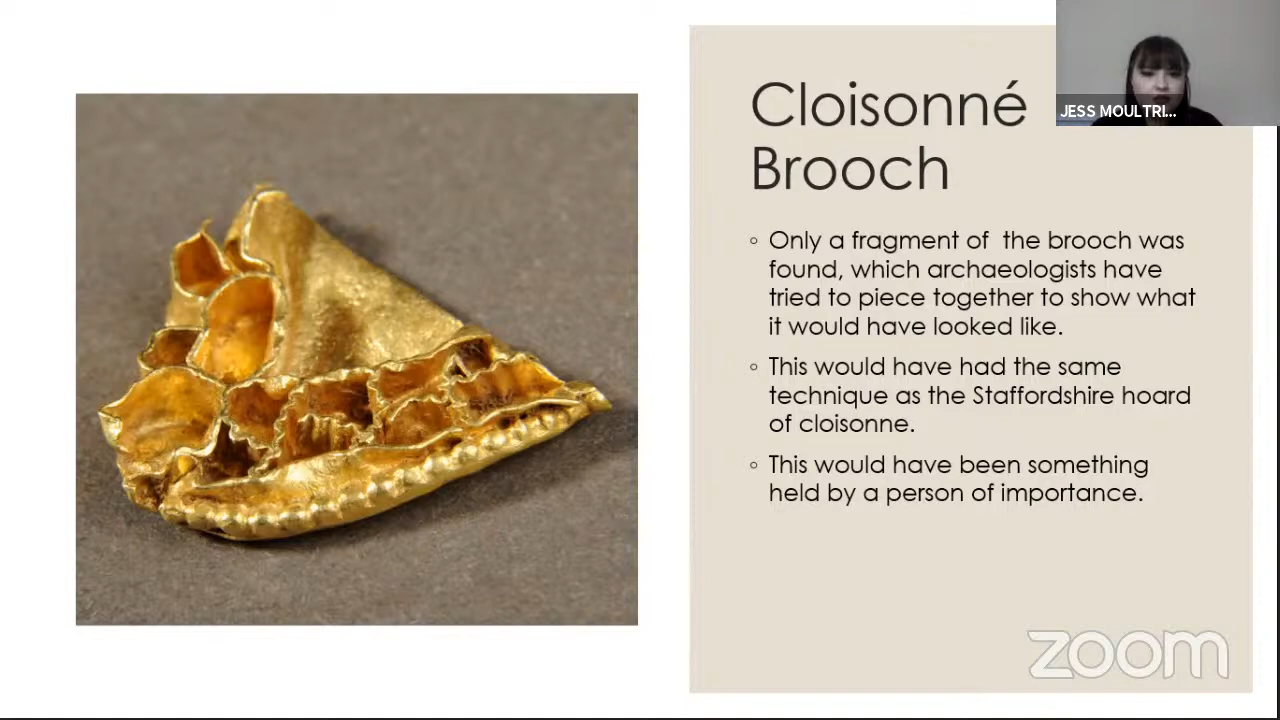 Cloisonné
Brooch
JESS MOULTRI...
◦ Only a fragment of  the brooch was
found, which archaeologists have
tried to piece together to show what
it would have looked like.
◦ This would have had the same
technique as the Staffordshire hoard
of cloisonne.
◦ This would have been something
held by a person of importance.
zoom